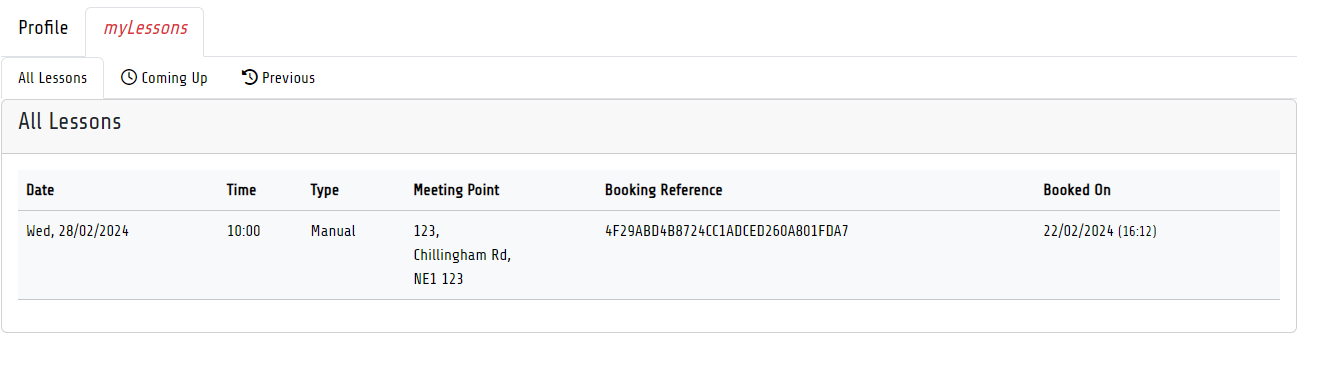 Profile myLessons
All Lessons Coming Up Previous
All Lessons
Date Time Type Meeting Point Booking Reference Booked On
Wed, 28/02/2024 10:00 Manual 123, 4F29ABD4B8724CC1ADCED260A801FDA7 22/02/2024 (16:12)
Chillingham Rd,
NE1 123